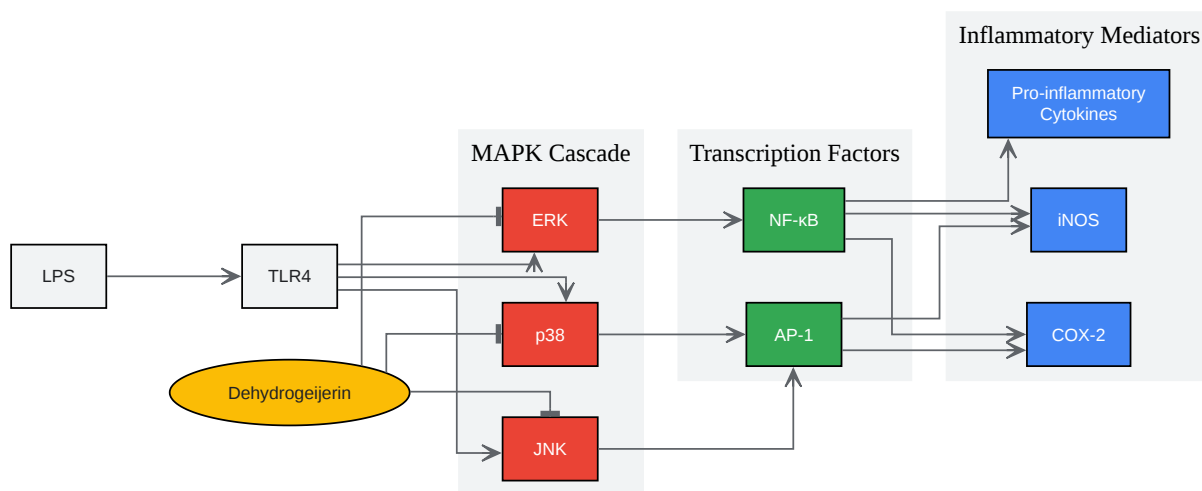 Inflammatory Mediators
Pro-inflammatory
Cytokines
MAPK Cascade
Transcription Factors
ERK
NF-κB
iNOS
LPS
TLR4
p38
AP-1
COX-2
Dehydrogeijerin
JNK